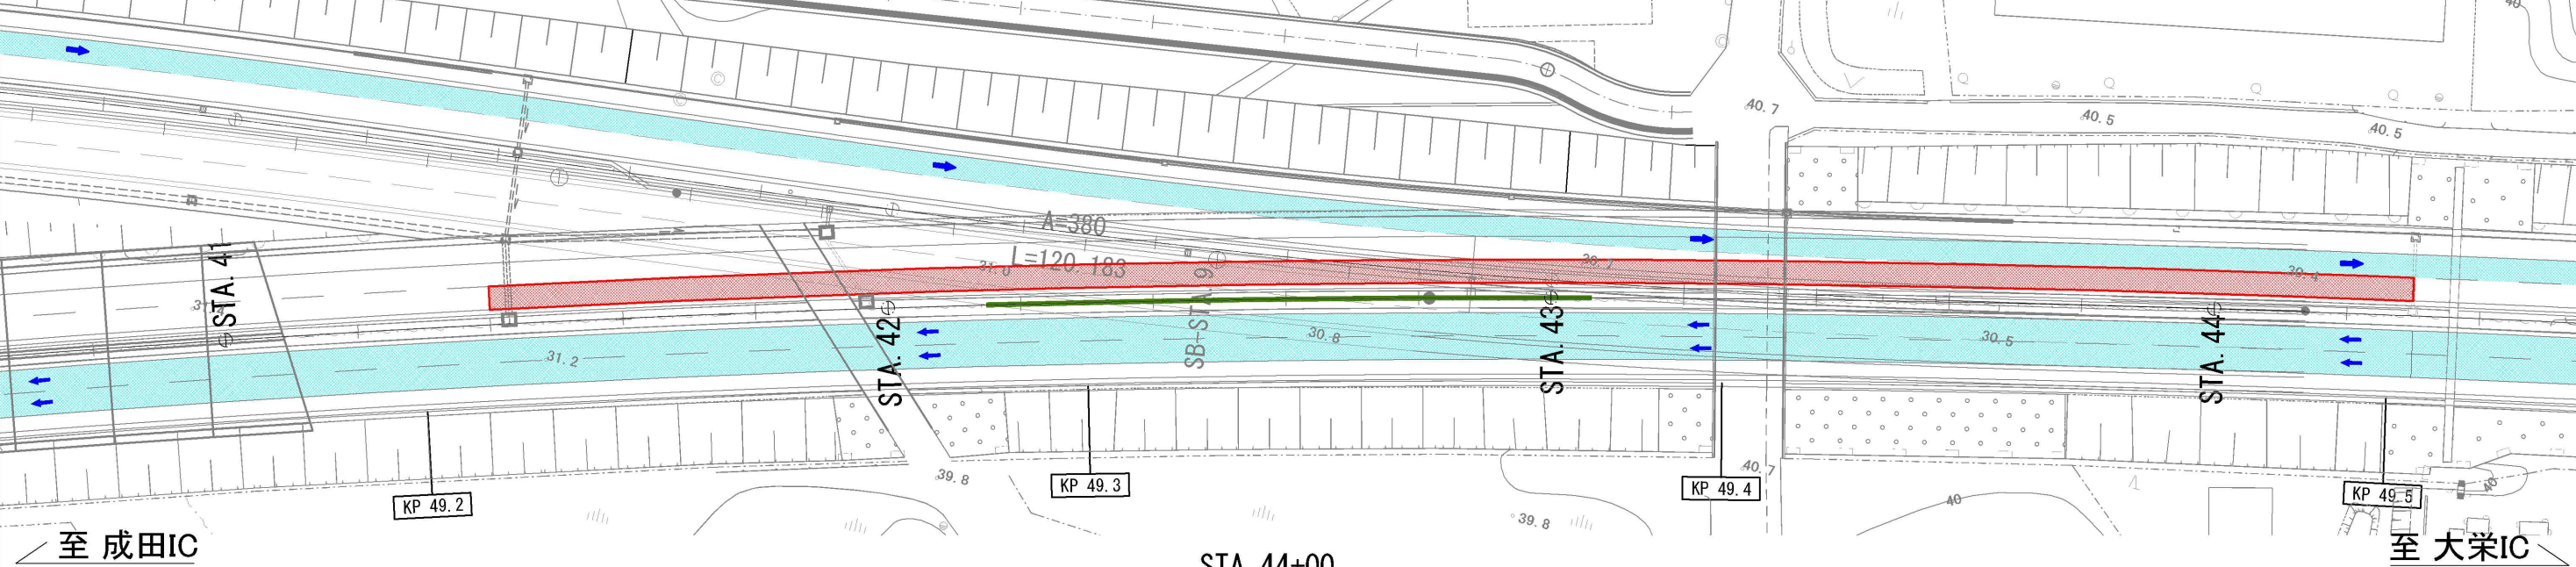 40.7
40.5
40.5
40
A=380
L=120.183
31.0
30.7
30.4
STA. 42
SB-STA.9
STA. 43
STA. 44
31.2
30.8
30.5
KP 49.2
KP 49.3
KP 49.4
KP 49.5
39.8
40.7
39.8
40
40
至 成田IC
至 大栄IC
STA.44+00